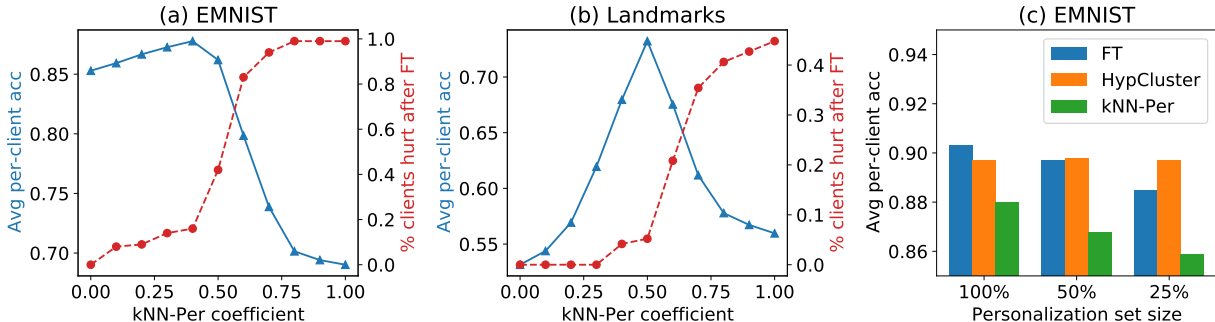 (a) EMNIST
Avg per-client acc
0.85
0.80
0.75
0.70
1.0
0.8
0.6
0.4
0.2
0.0
% clients hurt after FT
0.00 0.25 0.50 0.75 1.00
kNN-Per coefficient
(b) Landmarks
Avg per-client acc
0.70
0.65
0.60
0.55
0.4
0.3
0.2
0.1
0.0
% clients hurt after FT
0.00 0.25 0.50 0.75 1.00
kNN-Per coefficient
(c) EMNIST
Avg per-client acc
0.94
0.92
0.90
0.88
0.86
FT
HypCluster
kNN-Per
100% 50% 25%
Personalization set size